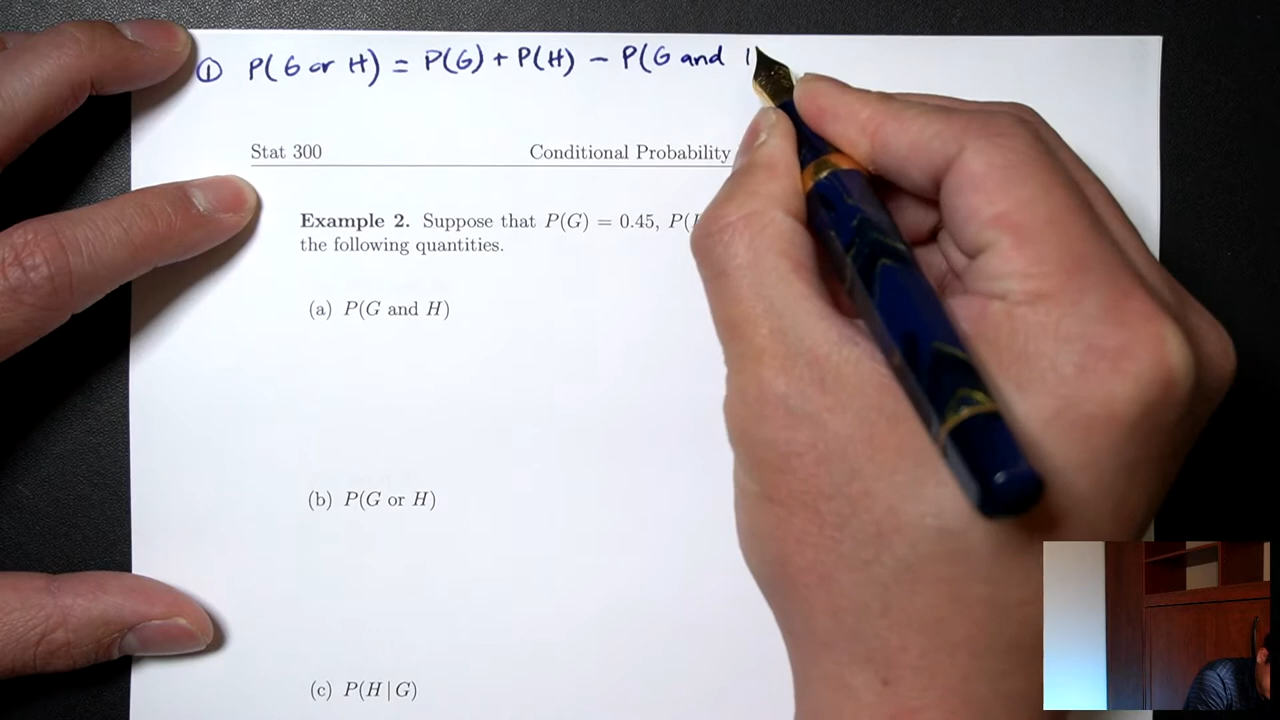 ① P(G or H) = P(G) + P(H) − P(G and
Stat 300 Conditional Probability
Example 2. Suppose that P(G) = 0.45, P(
the following quantities.
(a) P(G and H)
(b) P(G or H)
(c) P(H | G)